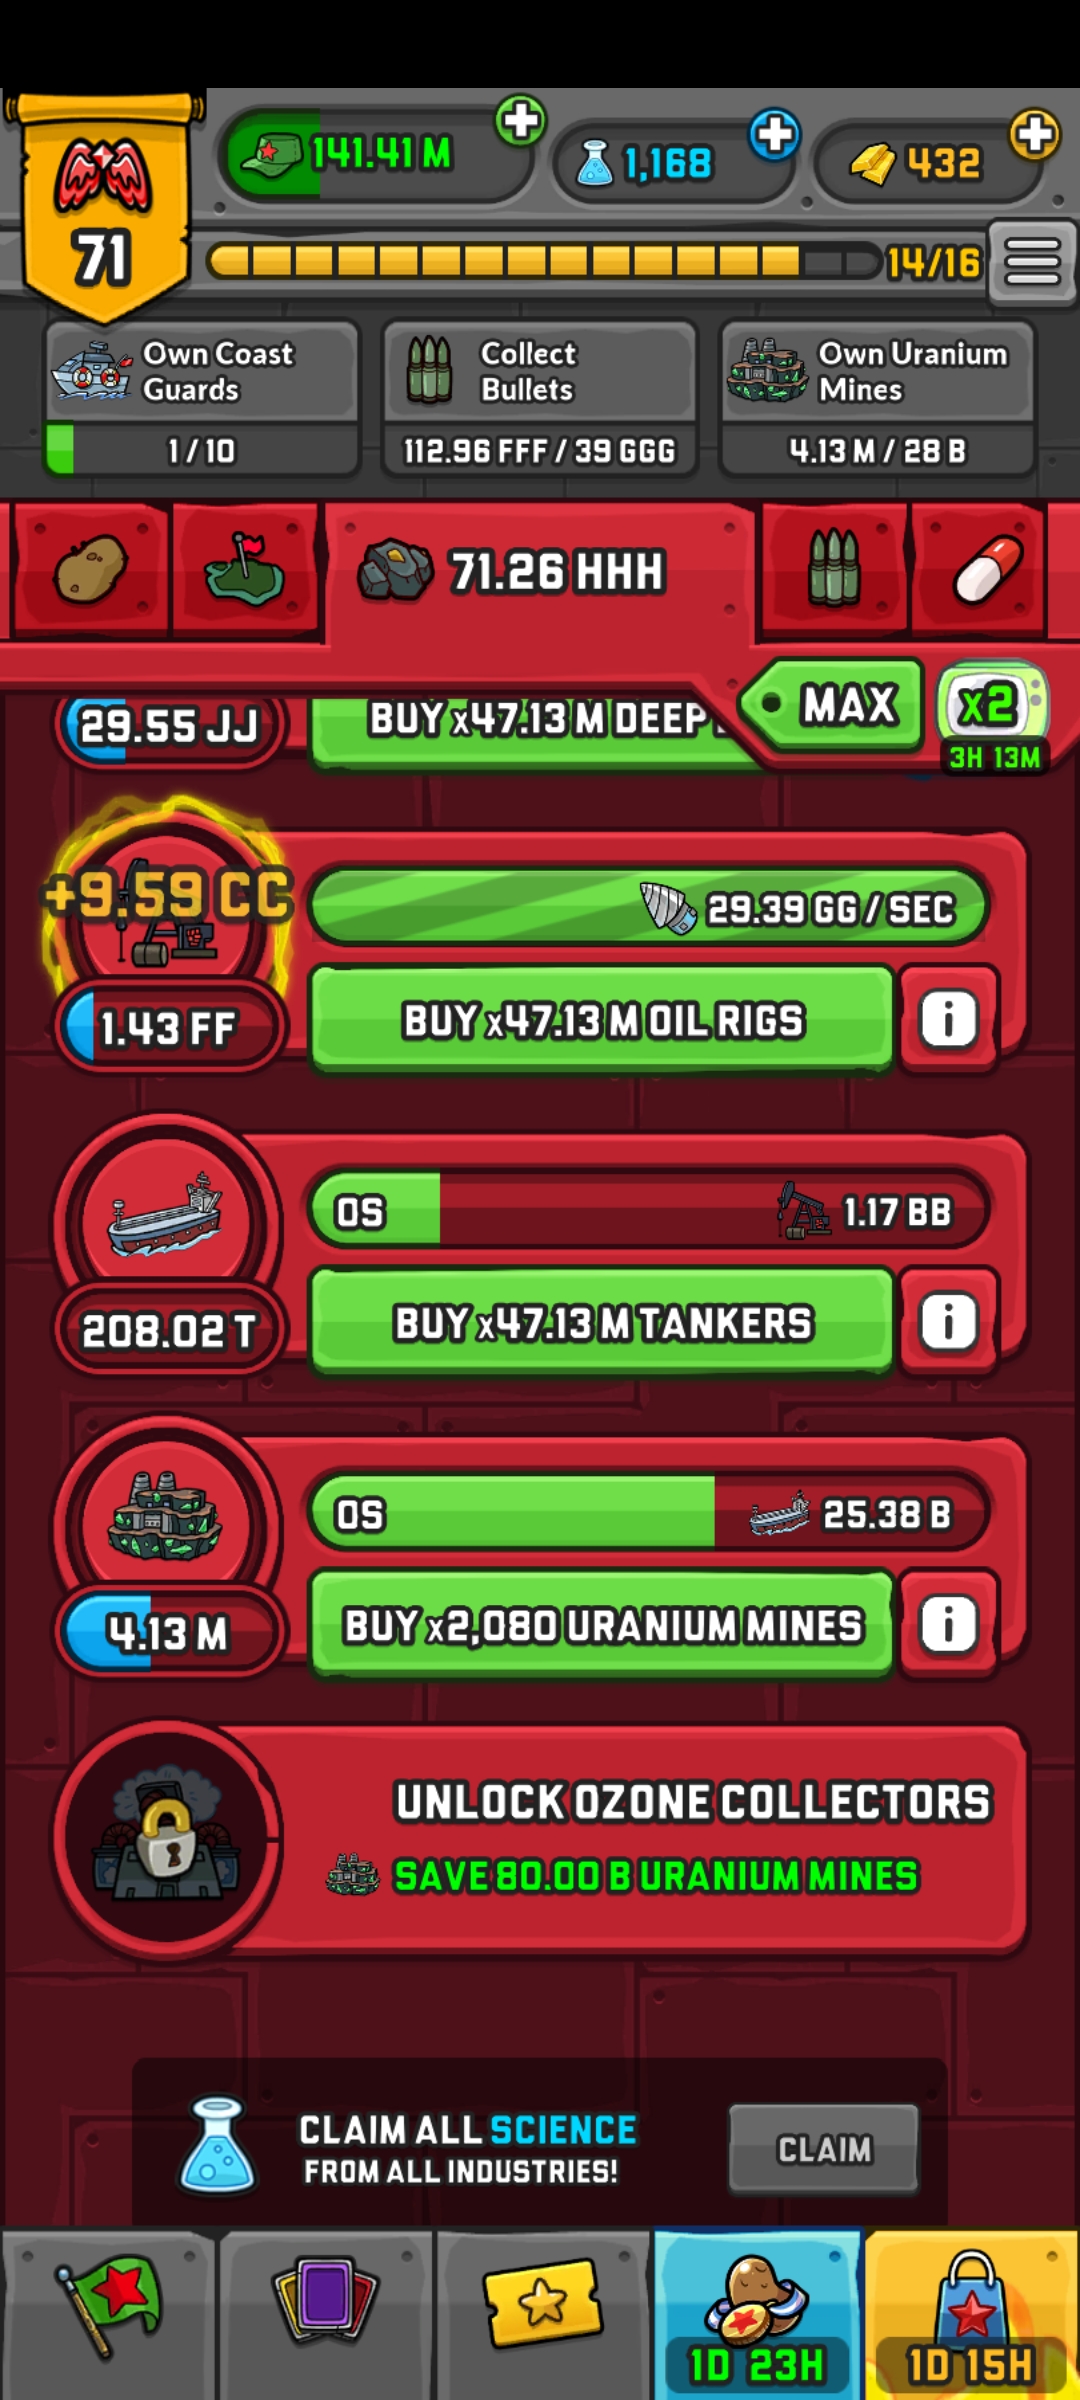 141.41 M
1,168
432
71
14/16
Own Coast
Guards
1 / 10
Collect
Bullets
112.96 FFF / 39 GGG
Own Uranium
Mines
4.13 M / 28 B
71.26 HHH
MAX
x2
3H 13M
29.55 JJ
BUY x47.13 M DEEP
+9.59 CC
29.39 GG / SEC
1.43 FF
BUY x47.13 M OIL RIGS
i
0S
1.17 BB
208.02 T
BUY x47.13 M TANKERS
i
0S
25.38 B
4.13 M
BUY x2,080 URANIUM MINES
i
UNLOCK OZONE COLLECTORS
SAVE 80.00 B URANIUM MINES
CLAIM ALL SCIENCE
FROM ALL INDUSTRIES!
CLAIM
1D 23H
1D 15H